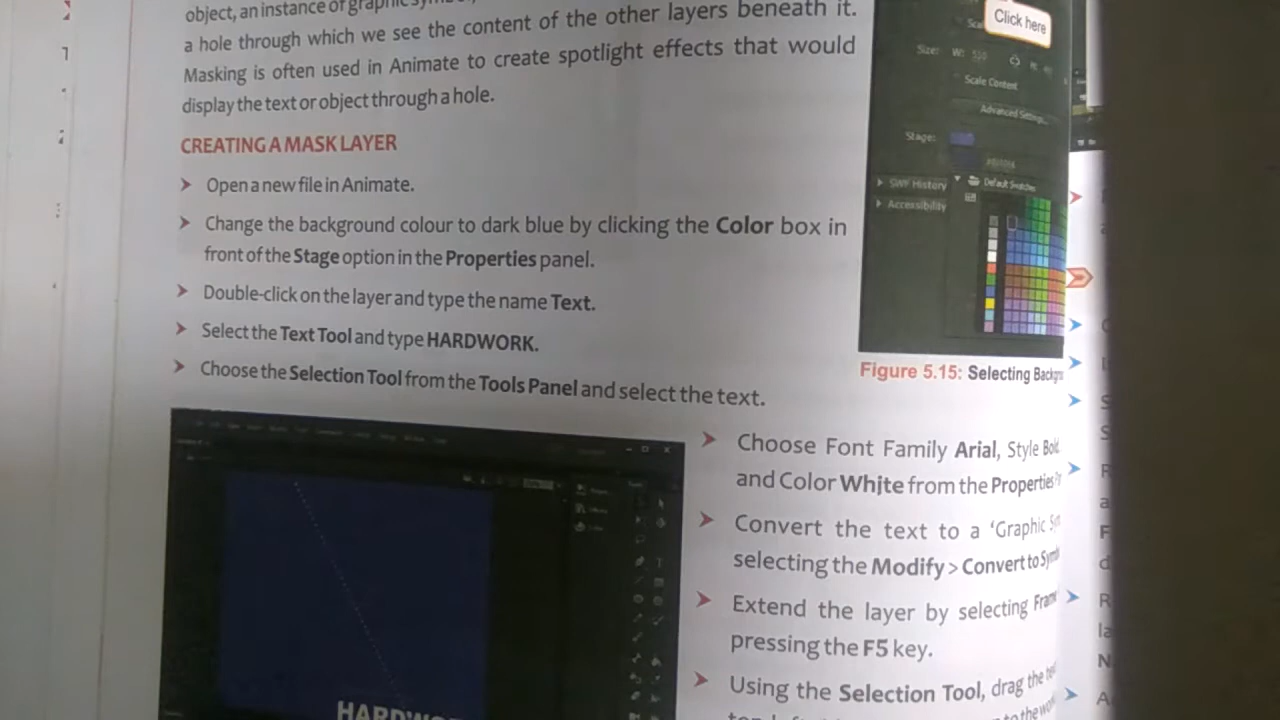 object, an instance of graphic
a hole through which we see the content of the other layers beneath it.
Masking is often used in Animate to create spotlight effects that would
display the text or object through a hole.
CREATING A MASK LAYER
➤ Open a new file in Animate.
➤ Change the background colour to dark blue by clicking the Color box in
front of the Stage option in the Properties panel.
➤ Double-click on the layer and type the name Text.
➤ Select the Text Tool and type HARDWORK.
➤ Choose the Selection Tool from the Tools Panel and select the text.
Click here
Size: W:
Scale Content
Advanced
Stage:
SWF History
Default Swatches
Accessibility
Figure 5.15: Selecting
➤ Choose Font Family Arial, Style
and Color White from the Properties
➤ Convert the text to a 'Graphic
selecting the Modify > Convert to
➤ Extend the layer by selecting
pressing the F5 key.
➤ Using the Selection Tool, drag the